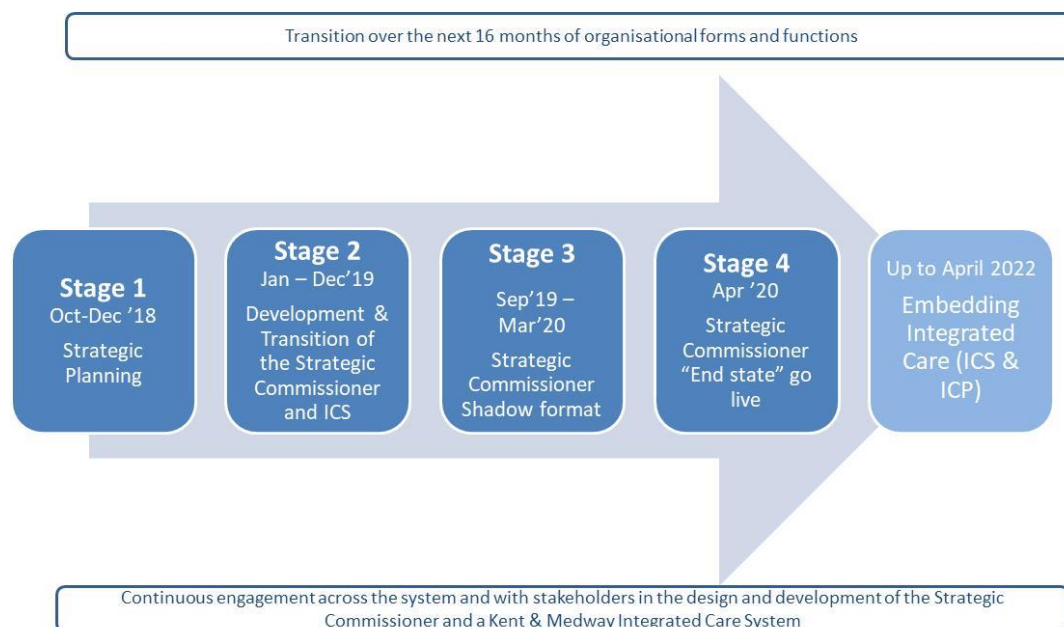 Transition over the next 16 months of organisational forms and functions
Stage 1
Oct-Dec '18
Strategic
Planning
Stage 2
Jan – Dec'19
Development &
Transition of
the Strategic
Commissioner
and ICS
Stage 3
Sep'19 –
Mar'20
Strategic
Commissioner
Shadow format
Stage 4
Apr '20
Strategic
Commissioner
“End state” go
live
Up to April 2022
Embedding
Integrated
Care (ICS &
ICP)
Continuous engagement across the system and with stakeholders in the design and development of the Strategic
Commissioner and a Kent & Medway Integrated Care System